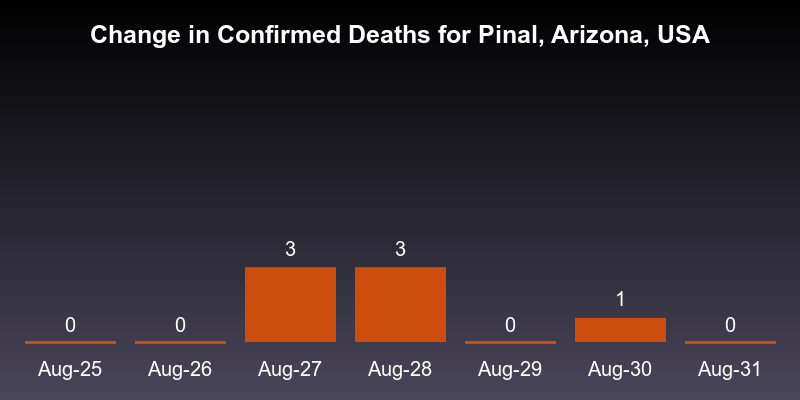 Change in Confirmed Deaths for Pinal, Arizona, USA
0 0 3 3 0 1 0
Aug-25 Aug-26 Aug-27 Aug-28 Aug-29 Aug-30 Aug-31